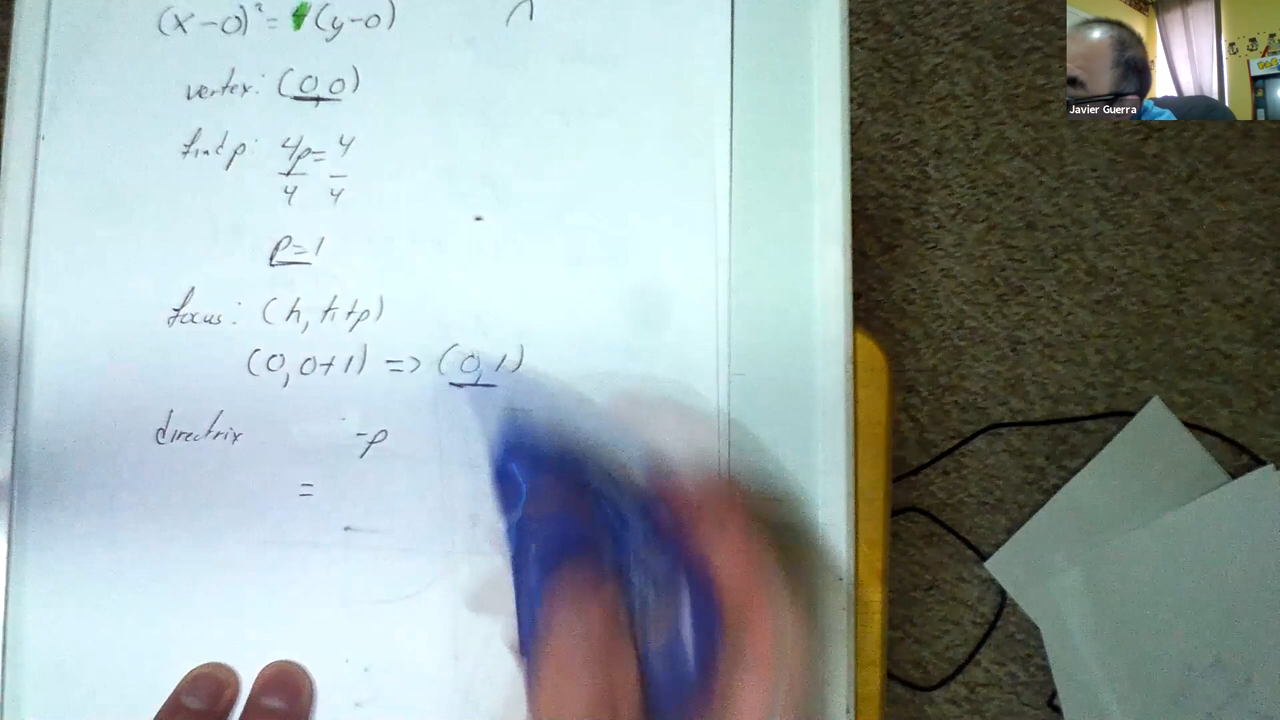 (x-0)² = 4(y-0)
Javier Guerra
vertex: (0,0)
find p: 4p = 4
4 4
p=1
focus: (h, k+p)
(0, 0+1) => (0,1)
directrix -p
=